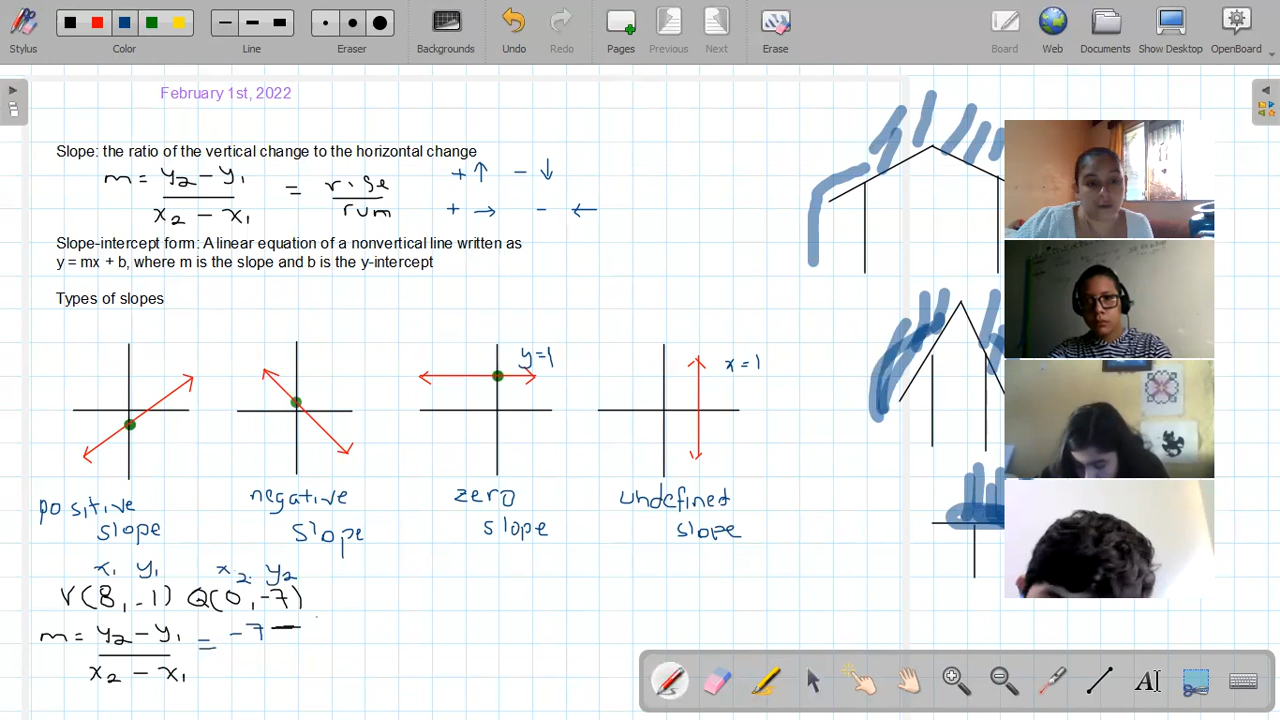 Stylus Color Line Eraser Backgrounds Undo Redo Pages Previous Next Erase Board Web Documents Show Desktop OpenBoard
February 1st, 2022
Slope: the ratio of the vertical change to the horizontal change
m = y₂ - y₁ / x₂ - x₁ = rise / run
+ ↑ - ↓
+ → - ←
Slope-intercept form: A linear equation of a nonvertical line written as
y = mx + b, where m is the slope and b is the y-intercept
Types of slopes
y=1
x=1
positive slope
negative slope
zero slope
undefined slope
x₁ y₁ x₂ y₂
V(8,-1) Q(0,-7)
m = y₂ - y₁ / x₂ - x₁ = -7 -